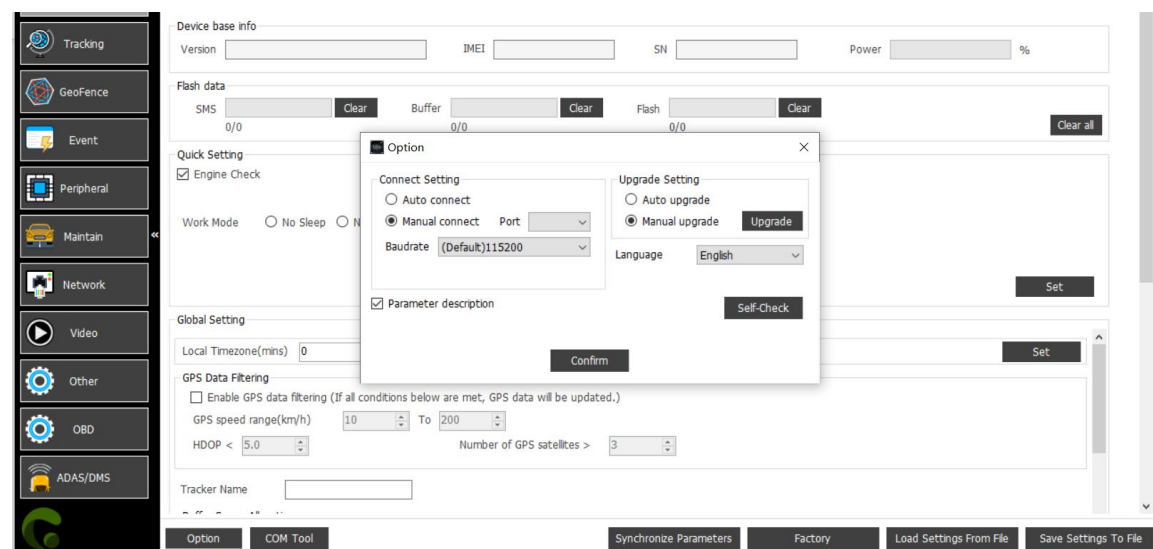 Tracking
GeoFence
Event
Peripheral
Maintain
Network
Video
Other
OBD
ADAS/DMS
«
Device base info
Version IMEI SN Power %
Flash data
SMS Clear Buffer Clear Flash Clear
0/0 0/0 0/0
Clear all
Quick Setting
Engine Check
Work Mode No Sleep N
Set
Option
Connect Setting
Auto connect
Manual connect Port
Baudrate (Default)115200
Upgrade Setting
Auto upgrade
Manual upgrade Upgrade
Language English
Parameter description
Self-Check
Confirm
Global Setting
Local Timezone(mins) 0 Set
GPS Data Filtering
Enable GPS data filtering (If all conditions below are met, GPS data will be updated.)
GPS speed range(km/h) 10 To 200
HDOP < 5.0 Number of GPS satellites > 3
Tracker Name
Option COM Tool Synchronize Parameters Factory Load Settings From File Save Settings To File